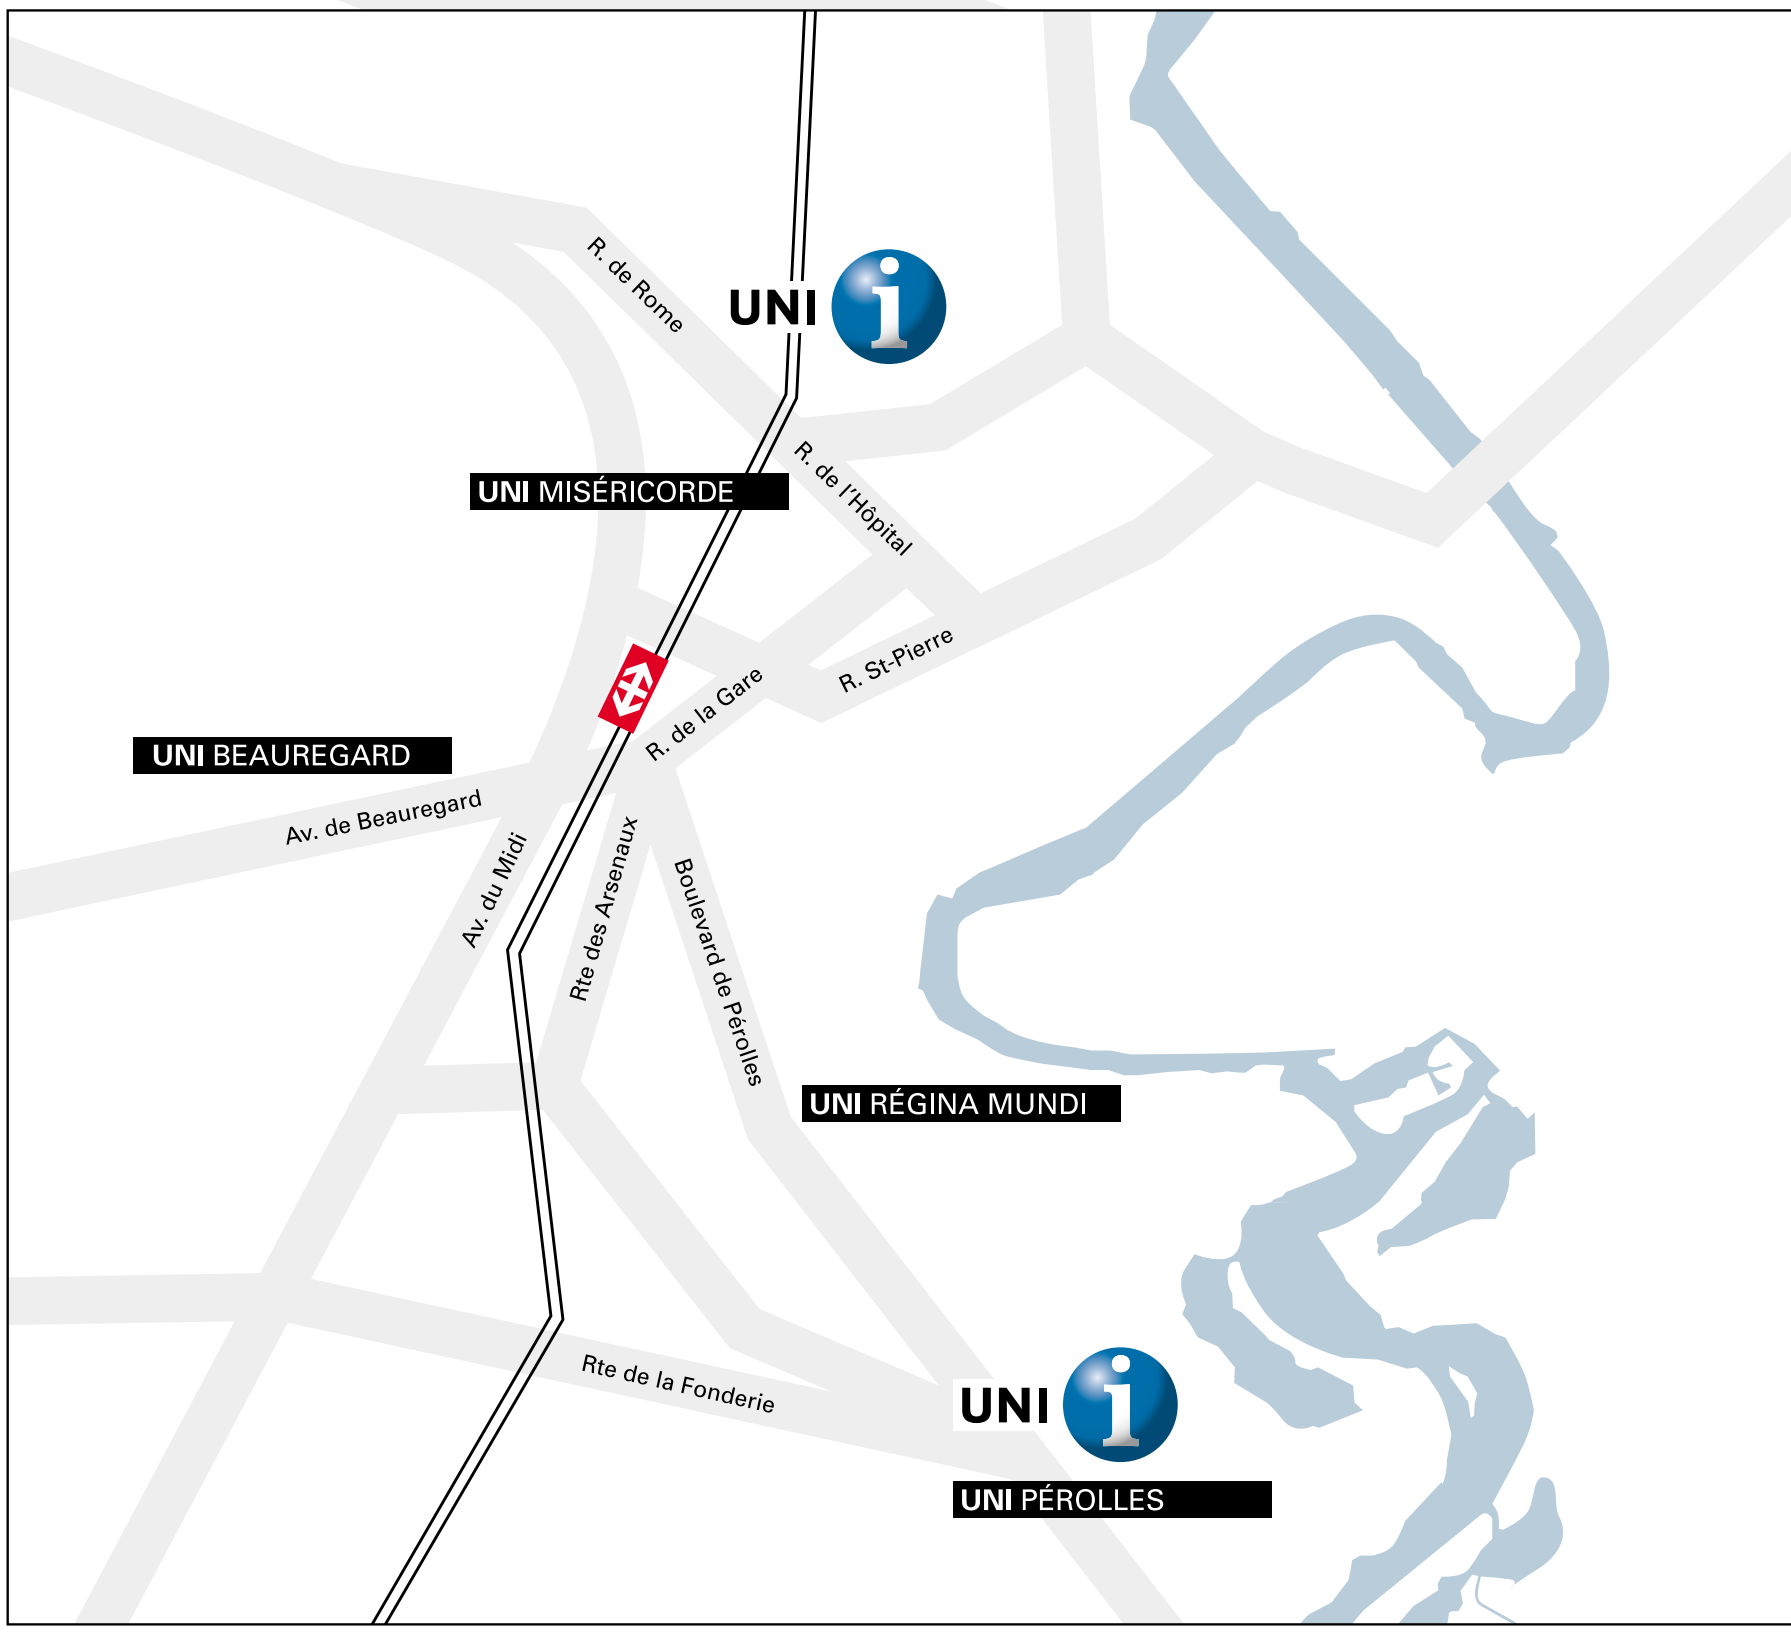 R. de Rome
UNI i
R. de l'Hôpital
UNI MISÉRICORDE
R. St-Pierre
R. de la Gare
UNI BEAUREGARD
Av. de Beauregard
Av. du Midi
Rte des Arsenaux
Boulevard de Pérolles
UNI RÉGINA MUNDI
Rte de la Fonderie
UNI i
UNI PÉROLLES